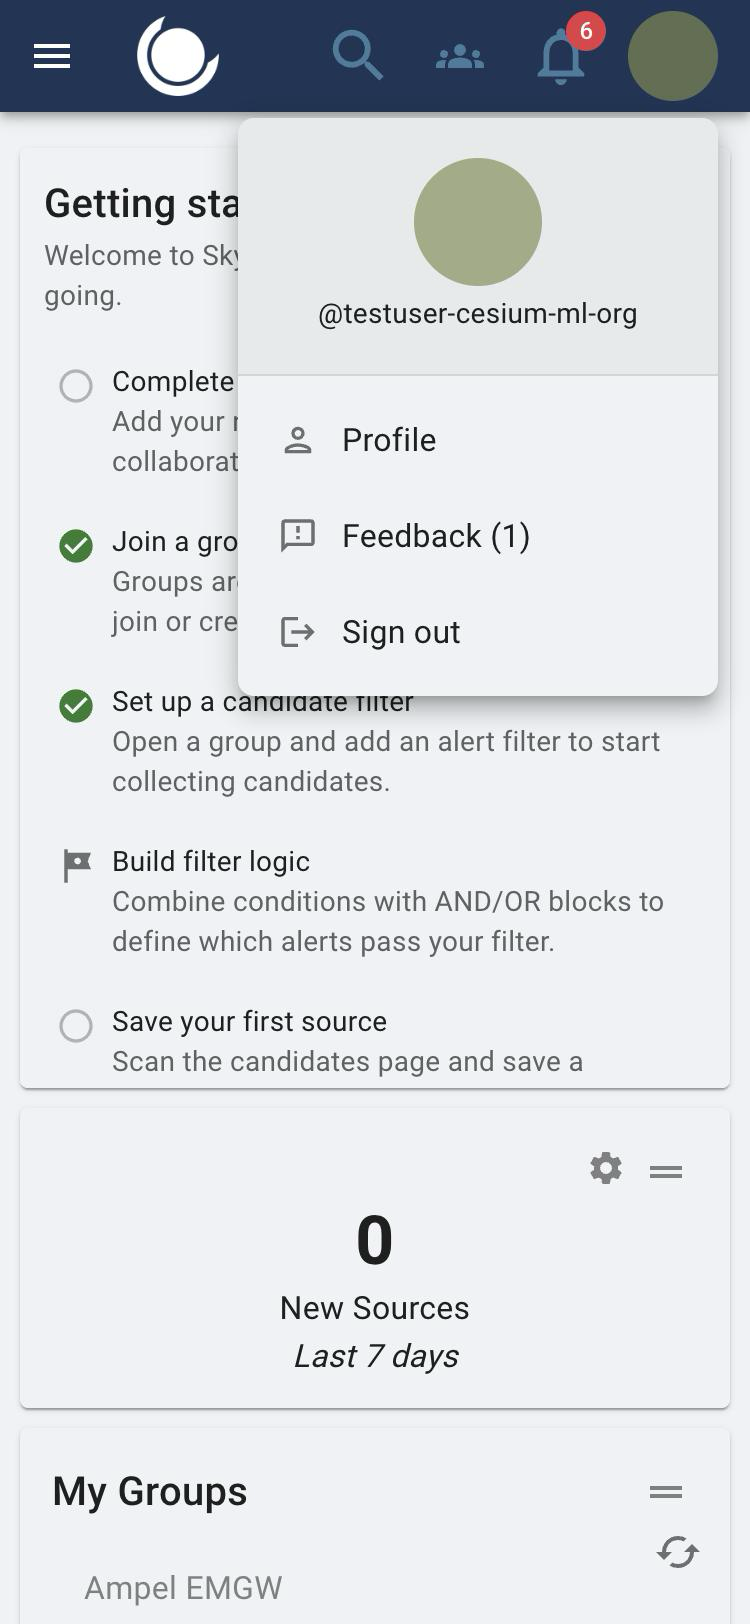 6
@testuser-cesium-ml-org
Profile
Feedback (1)
Sign out
Getting sta
Welcome to Sky
going.
Complete
Add your
collaborat
Join a gro
Groups are
join or cre
Set up a candidate filter
Open a group and add an alert filter to start
collecting candidates.
Build filter logic
Combine conditions with AND/OR blocks to
define which alerts pass your filter.
Save your first source
Scan the candidates page and save a
0
New Sources
Last 7 days
My Groups
Ampel EMGW